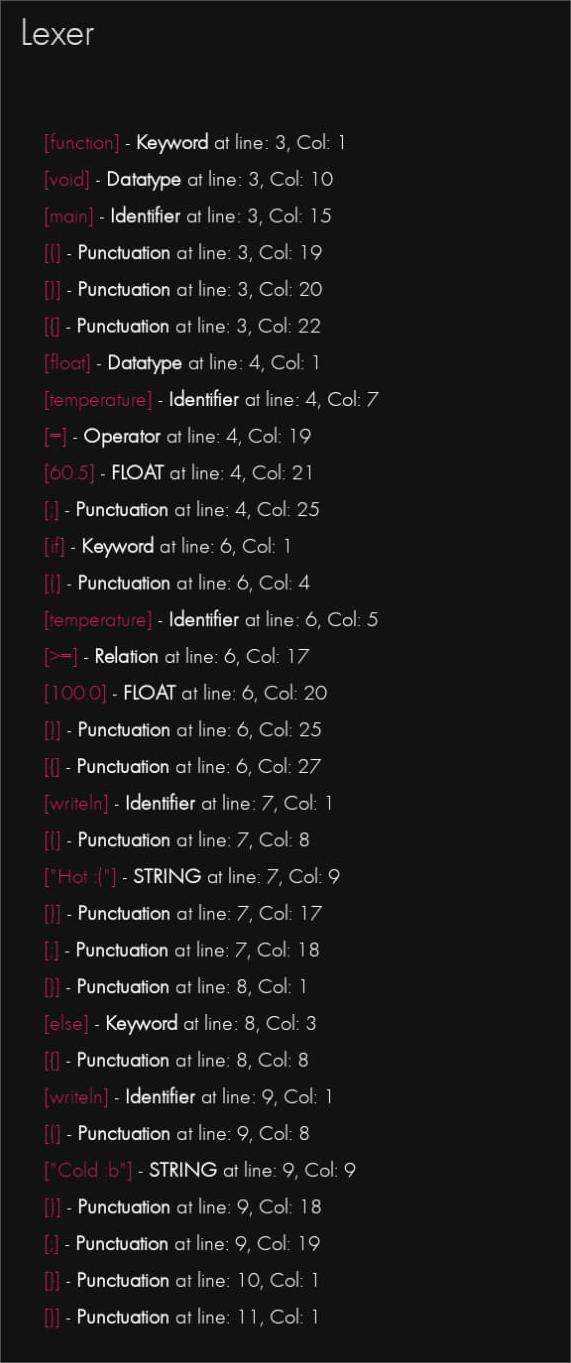 Lexer
[function] - Keyword at line: 3, Col: 1
[void] - Datatype at line: 3, Col: 10
[main] - Identifier at line: 3, Col: 15
[(] - Punctuation at line: 3, Col: 19
[)] - Punctuation at line: 3, Col: 20
[{] - Punctuation at line: 3, Col: 22
[float] - Datatype at line: 4, Col: 1
[temperature] - Identifier at line: 4, Col: 7
[=] - Operator at line: 4, Col: 19
[60.5] - FLOAT at line: 4, Col: 21
[;] - Punctuation at line: 4, Col: 25
[if] - Keyword at line: 6, Col: 1
[(] - Punctuation at line: 6, Col: 4
[temperature] - Identifier at line: 6, Col: 5
[>=] - Relation at line: 6, Col: 17
[100.0] - FLOAT at line: 6, Col: 20
[)] - Punctuation at line: 6, Col: 25
[{] - Punctuation at line: 6, Col: 27
[writeln] - Identifier at line: 7, Col: 1
[(] - Punctuation at line: 7, Col: 8
["Hot :("] - STRING at line: 7, Col: 9
[)] - Punctuation at line: 7, Col: 17
[;] - Punctuation at line: 7, Col: 18
[}] - Punctuation at line: 8, Col: 1
[else] - Keyword at line: 8, Col: 3
[{] - Punctuation at line: 8, Col: 8
[writeln] - Identifier at line: 9, Col: 1
[(] - Punctuation at line: 9, Col: 8
["Cold :b"] - STRING at line: 9, Col: 9
[)] - Punctuation at line: 9, Col: 18
[;] - Punctuation at line: 9, Col: 19
[}] - Punctuation at line: 10, Col: 1
[}] - Punctuation at line: 11, Col: 1